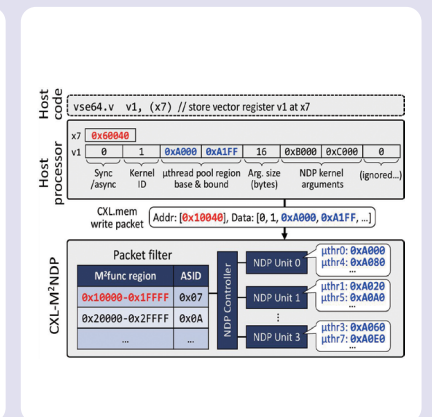 Host code
vse64.v v1, (x7) // store vector register v1 at x7
Host processor
x7 0x60040
v1 0 1 0xA000 0xA1FF 16 0xB000 0xC000 0
Sync /async
Kernel ID
μthread pool region base & bound
Arg. size (bytes)
NDP kernel arguments
(ignored...)
CXL.mem write packet
Addr: [0x10040], Data: [0, 1, 0xA000, 0xA1FF, …]
CXL-M²NDP
Packet filter
M²func region ASID
0x10000-0x1FFFF 0x07
0x20000-0x2FFFF 0x0A
... ...
NDP Controller
NDP Unit 0
μthr0: 0xA000
μthr4: 0xA080
...
NDP Unit 1
μthr1: 0xA020
μthr5: 0xA0A0
...
⋮
NDP Unit 3
μthr3: 0xA060
μthr7: 0xA0E0
...